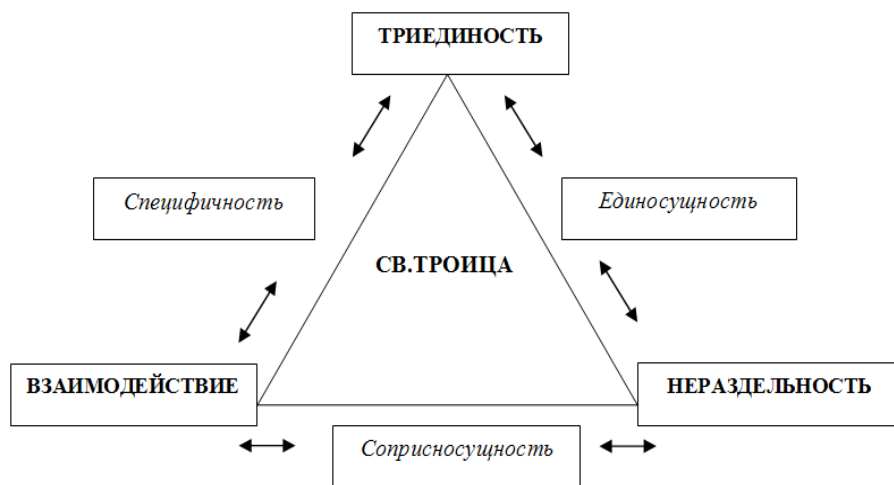 ТРИЕДИНОСТЬ
Специфичность
Единосущность
СВ.ТРОИЦА
ВЗАИМОДЕЙСТВИЕ
НЕРАЗДЕЛЬНОСТЬ
Соприсносущность